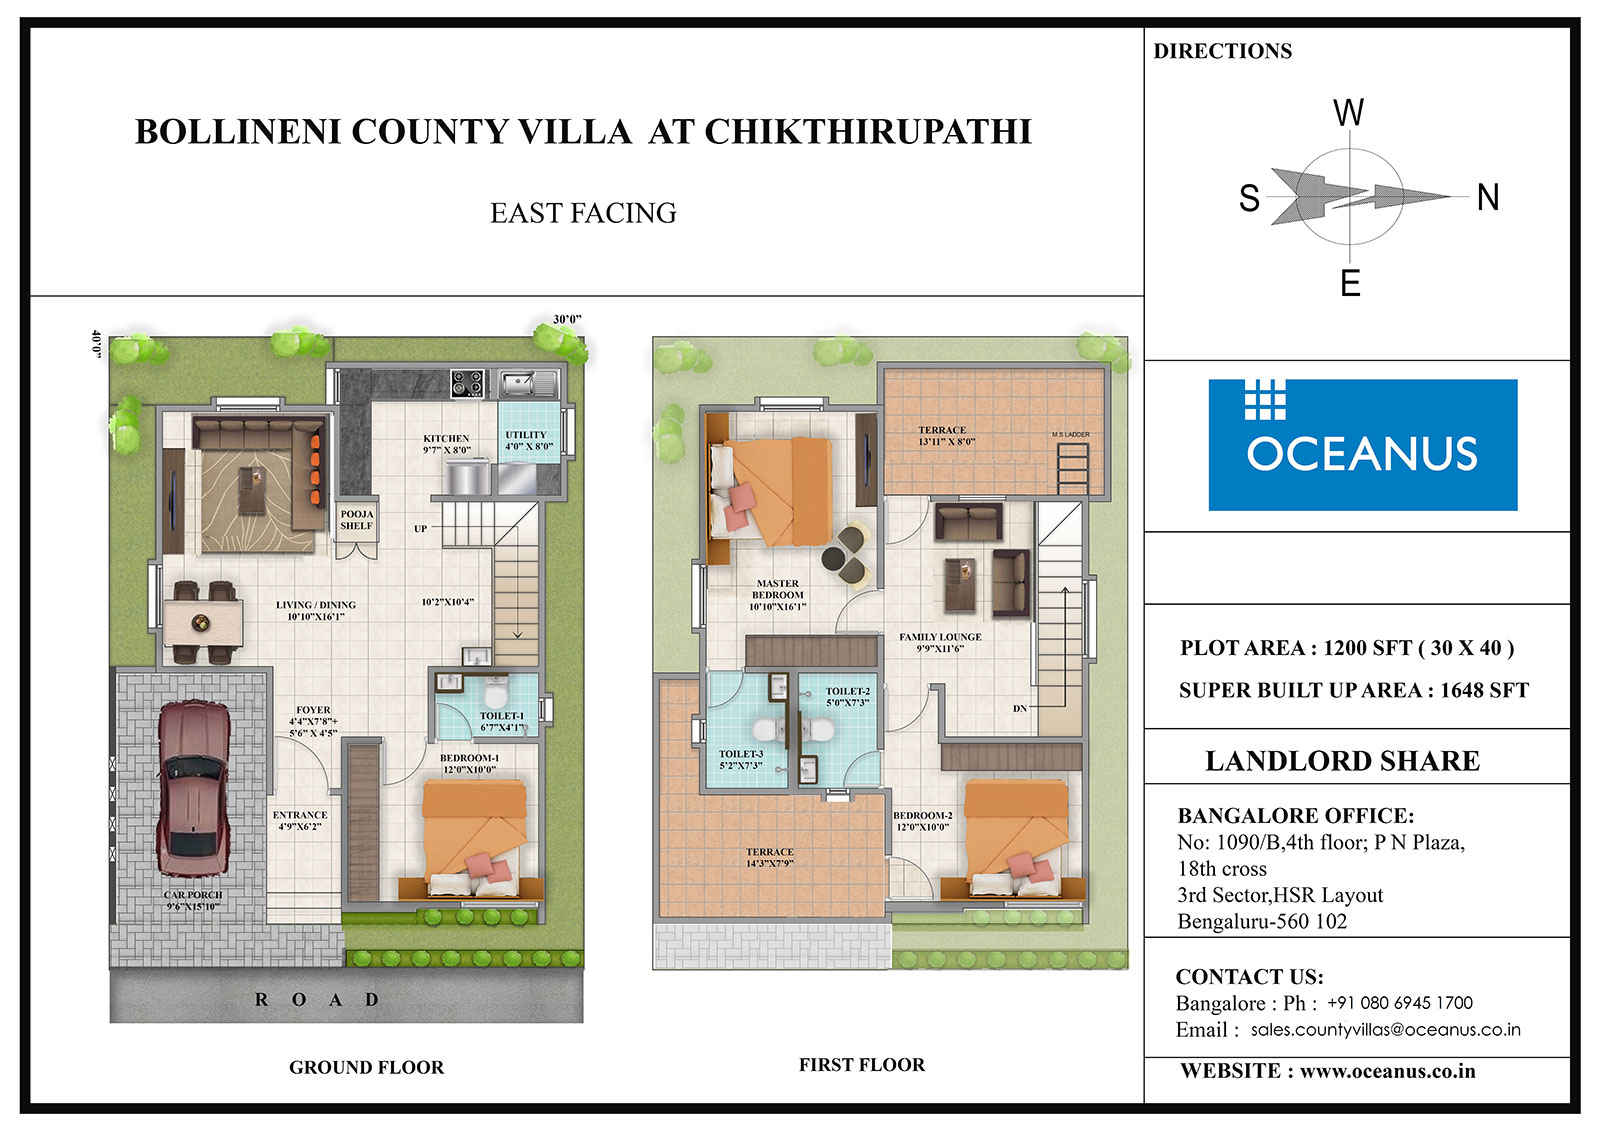 BOLLINENI COUNTY VILLA AT CHIKTHIRUPATHI
EAST FACING
DIRECTIONS
W
S
N
E
OCEANUS
PLOT AREA : 1200 SFT ( 30 X 40 )
SUPER BUILT UP AREA : 1648 SFT
LANDLORD SHARE
BANGALORE OFFICE:
No: 1090/B,4th floor; P N Plaza,
18th cross
3rd Sector,HSR Layout
Bengaluru-560 102
CONTACT US:
Bangalore : Ph : +91 080 6945 1700
Email : sales.countyvillas@oceanus.co.in
WEBSITE : www.oceanus.co.in
40'0"
30'0"
KITCHEN
9'7" X 8'0"
UTILITY
4'0" X 8'0"
POOJA
SHELF
UP
LIVING / DINING
10'10"X16'1"
10'2"X10'4"
FOYER
4'4"X7'8"+
5'6" X 4'5"
TOILET-1
6'7"X4'1"
BEDROOM-1
12'0"X10'0"
ENTRANCE
4'9"X6'2"
CAR PORCH
9'6"X15'10"
R O A D
GROUND FLOOR
TERRACE
13'11" X 8'0"
M.S LADDER
MASTER
BEDROOM
10'10"X16'1"
FAMILY LOUNGE
9'9"X11'6"
TOILET-2
5'0"X7'3"
DN
TOILET-3
5'2"X7'3"
BEDROOM-2
12'0"X10'0"
TERRACE
14'3"X7'9"
FIRST FLOOR